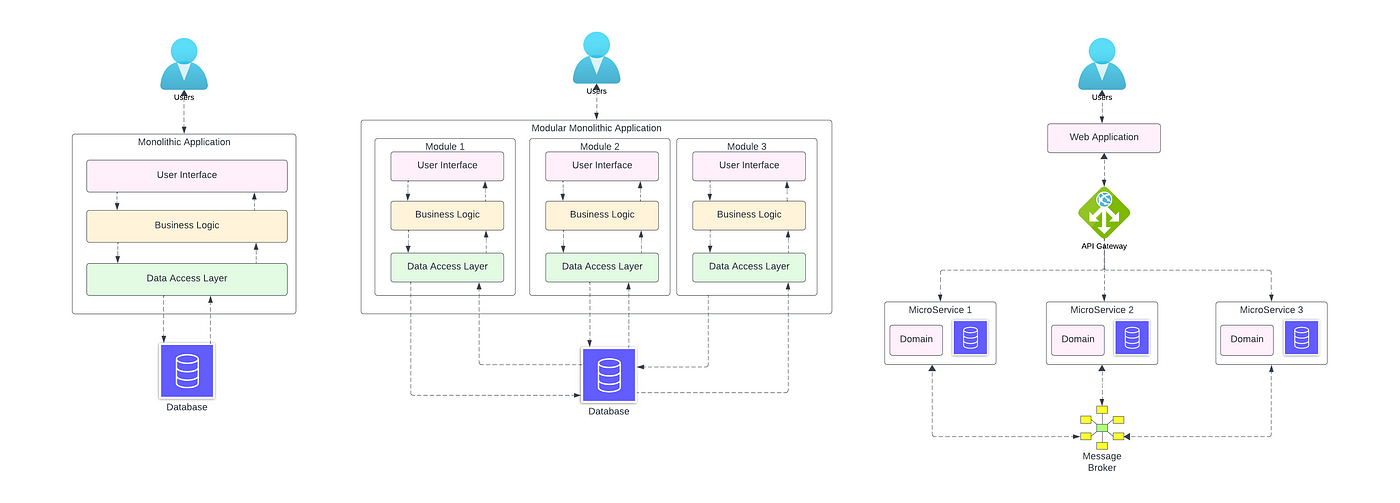 Users
Monolithic Application
User Interface
Business Logic
Data Access Layer
Database
Users
Modular Monolithic Application
Module 1
User Interface
Business Logic
Data Access Layer
Module 2
User Interface
Business Logic
Data Access Layer
Module 3
User Interface
Business Logic
Data Access Layer
Database
Users
Web Application
API Gateway
MicroService 1
Domain
MicroService 2
Domain
MicroService 3
Domain
Message
Broker